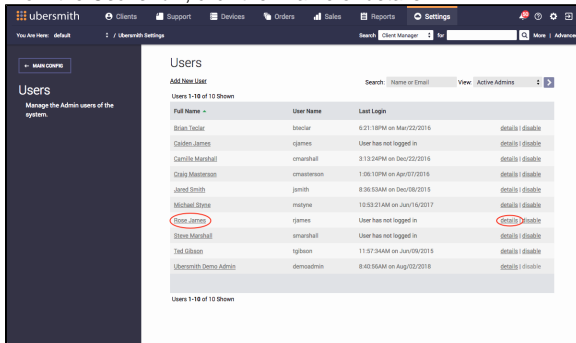 ubersmith Clients Support Devices Orders Sales Reports Settings
You Are Here: default / Ubersmith Settings Search Client Manager for More | Advance
← MAIN CONFIG
Users
Manage the Admin users of the
system.
Users
Add New User Search: Name or Email View: Active Admins
Users 1-10 of 10 Shown
Full Name User Name Last Login
Brian Teclar bteclar 6:21:18PM on Mar/22/2016 details | disable
Caiden James cjames User has not logged in details | disable
Camille Marshall cmarshall 3:13:24PM on Dec/22/2016 details | disable
Craig Masterson cmasterson 1:06:10PM on Apr/07/2016 details | disable
Jared Smith jsmith 8:36:53AM on Dec/08/2015 details | disable
Michael Styne mstyne 10:53:21AM on Jun/16/2017 details | disable
Rose James rjames User has not logged in details | disable
Steve Marshall smarshall User has not logged in details | disable
Ted Gibson tgibson 11:57:34AM on Jun/09/2015 details | disable
Ubersmith Demo Admin demoadmin 8:40:56AM on Aug/02/2018 details | disable
Users 1-10 of 10 Shown